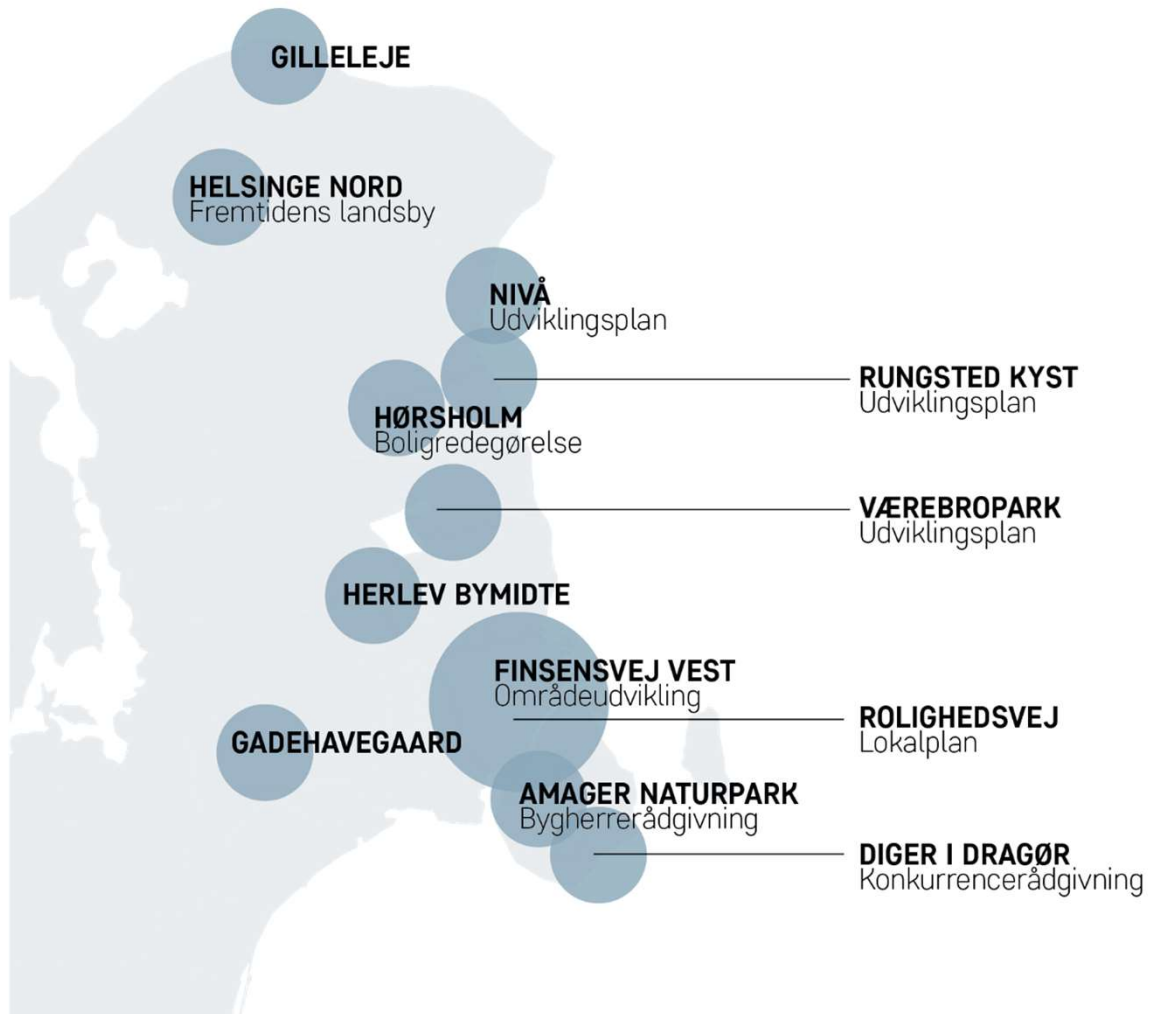 GILLELEJE
HELSINGE NORD
Fremtidens landsby
NIVÅ
Udviklingsplan
RUNGSTED KYST
Udviklingsplan
HØRSHOLM
Boligredegørelse
VÆREBROPARK
Udviklingsplan
HERLEV BYMIDTE
FINSENSVEJ VEST
Områdeudvikling
ROLIGHEDSVEJ
Lokalplan
GADEHAVEGAARD
AMAGER NATURPARK
Bygherrerådgivning
DIGER I DRAGØR
Konkurrencerådgivning